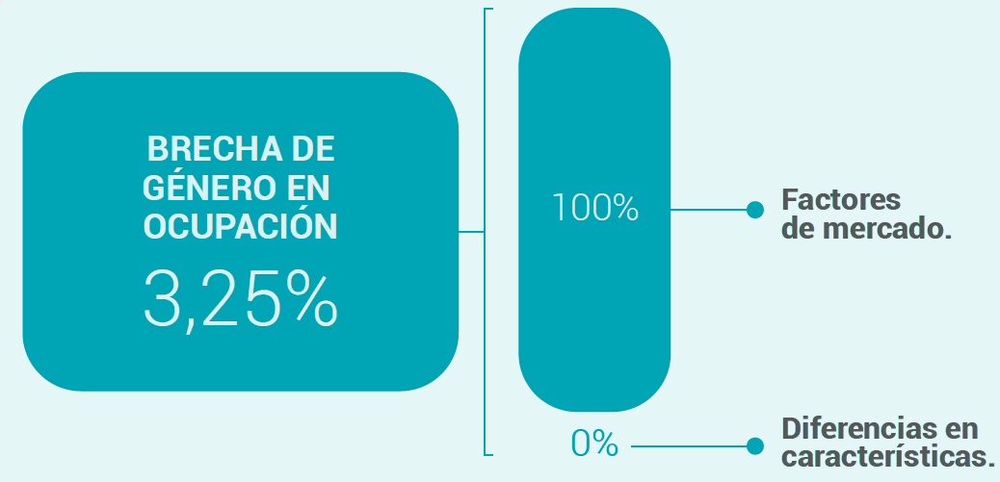 BRECHA DE
GÉNERO EN
OCUPACIÓN
3,25%
100%
Factores
de mercado.
0%
Diferencias en
características.